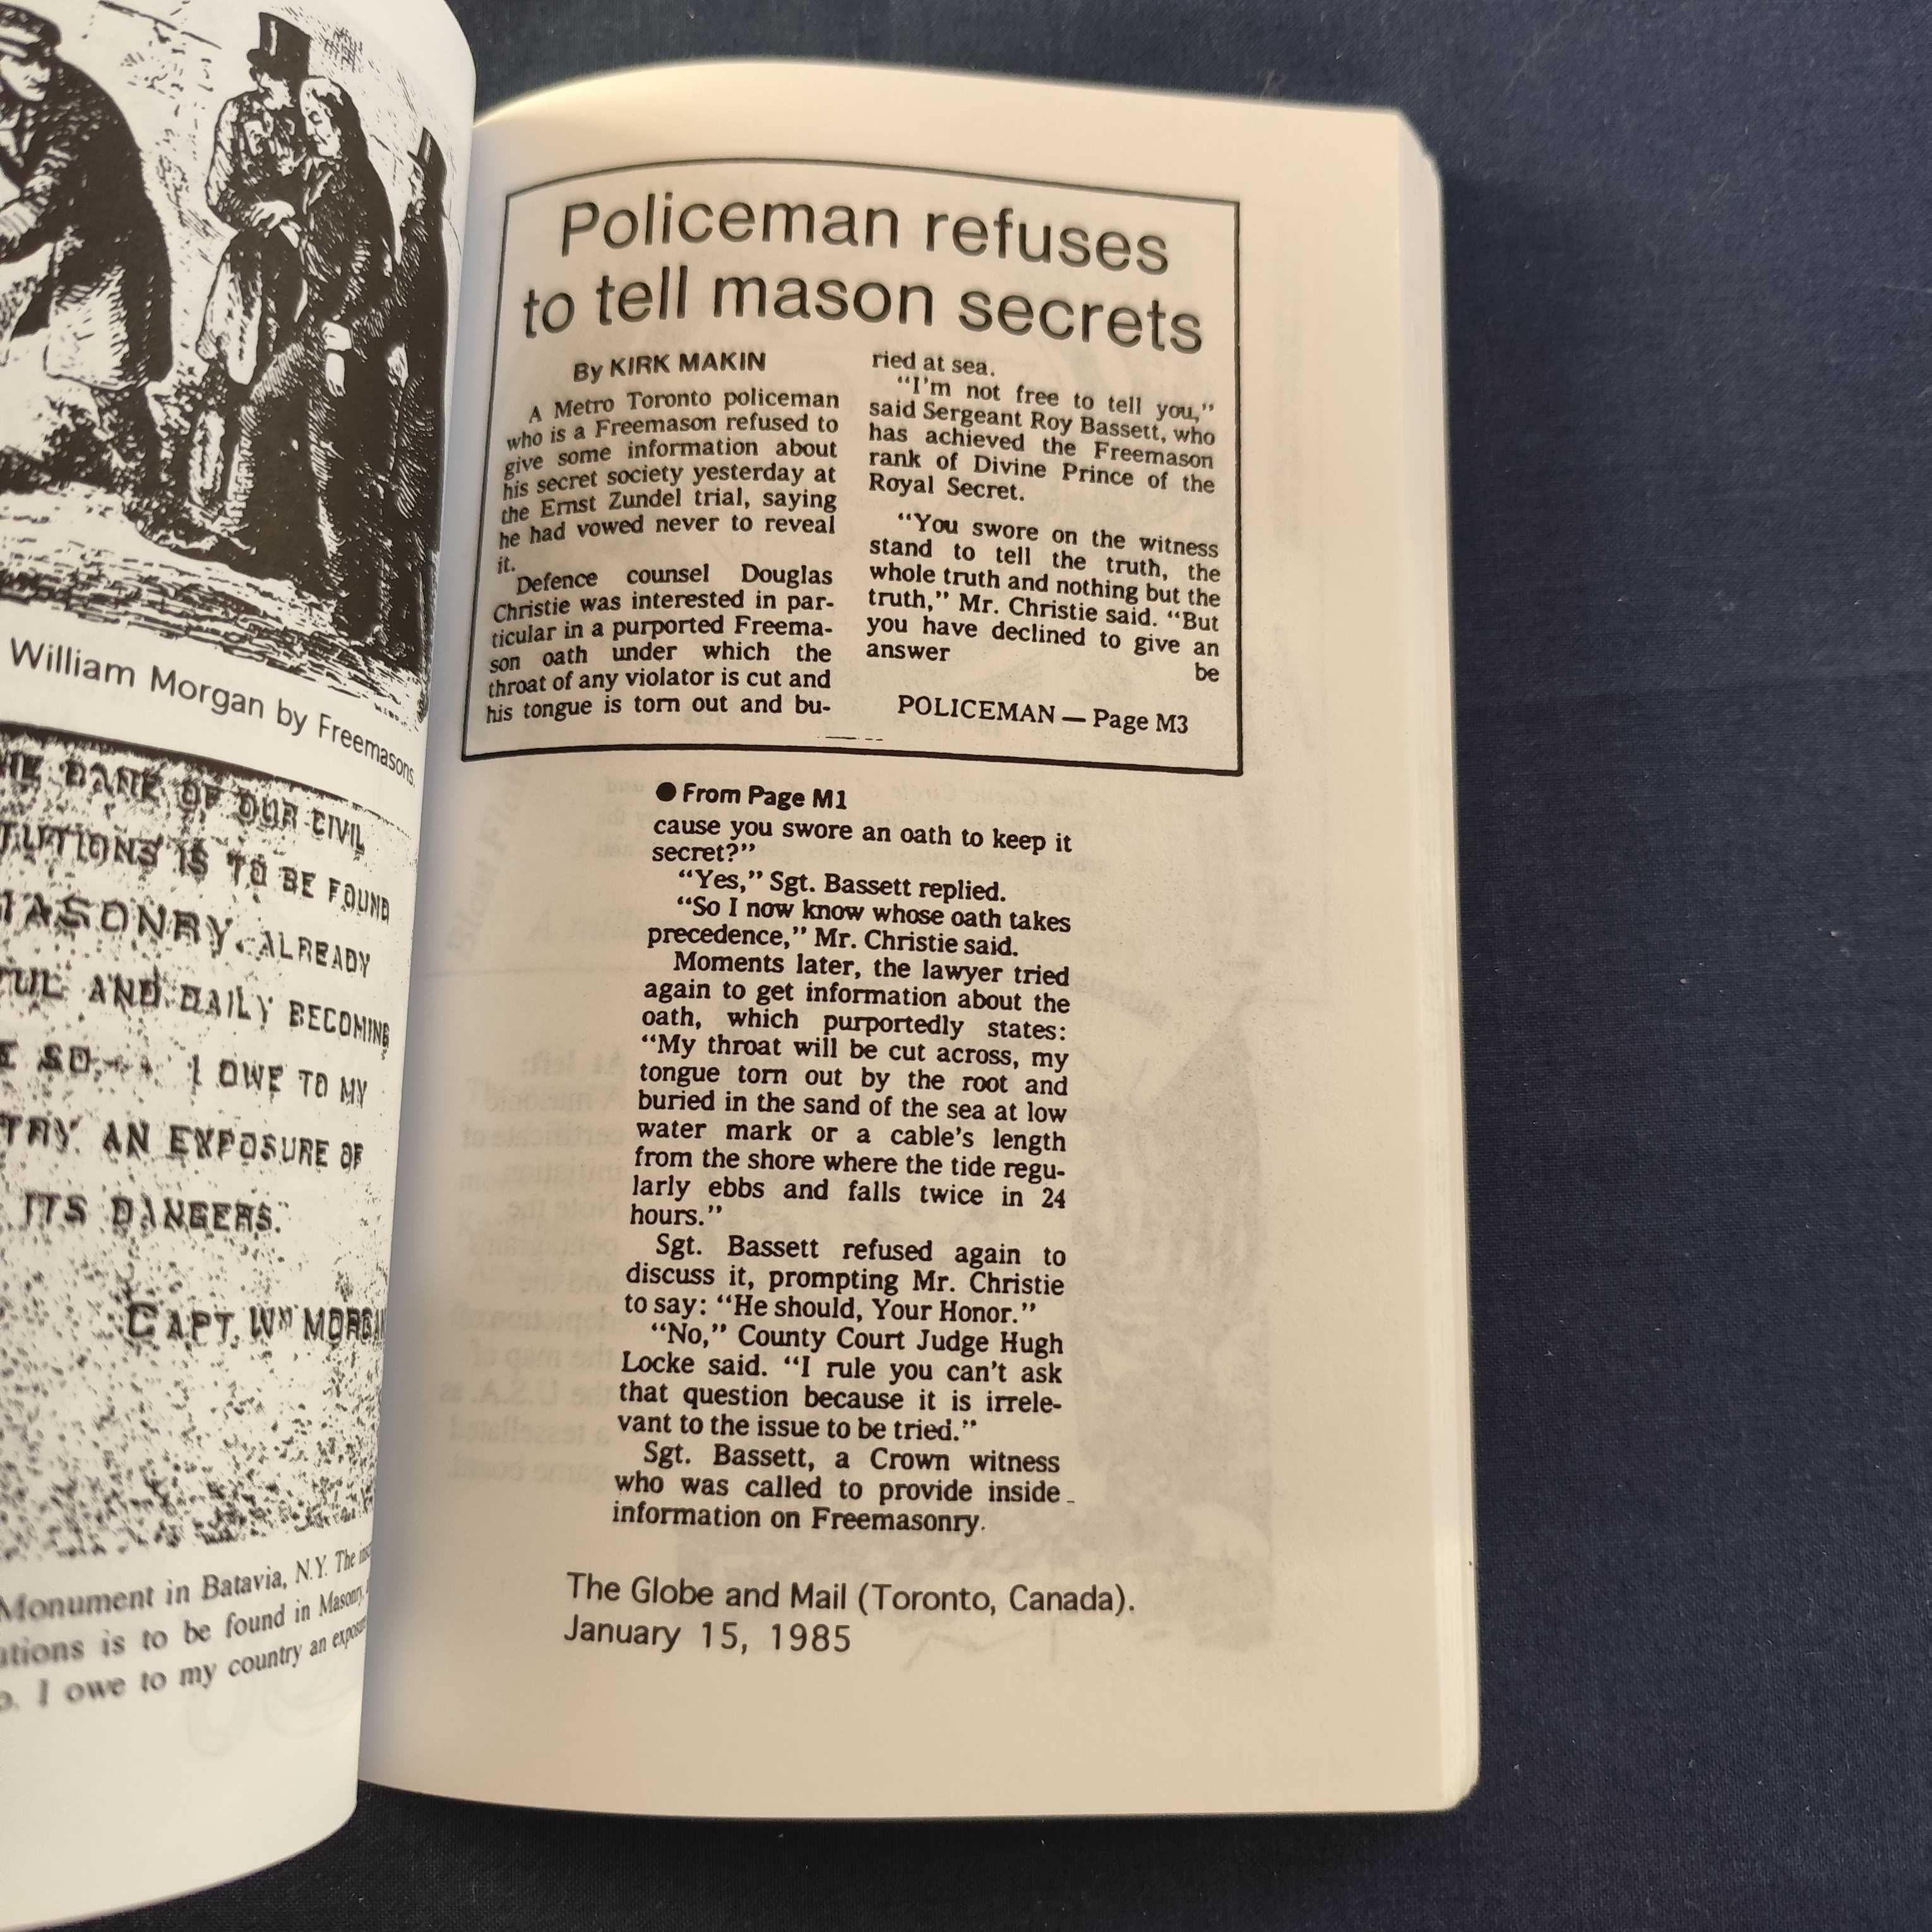 William Morgan by Freemasons.
BANE OF OUR CIVIL
IS TO BE FOUND
MASONRY. ALREADY
AND DAILY BECOMING
SO. I OWE TO MY
AN EXPOSURE OF
ITS DANGERS.
CAPT. WM MORGAN
Monument in Batavia, N.Y. The
is to be found in Masonry,
I owe to my country an
Policeman refuses
to tell mason secrets
By KIRK MAKIN
A Metro Toronto policeman
who is a Freemason refused to
give some information about
his secret society yesterday at
the Ernst Zundel trial, saying
he had vowed never to reveal
it.
Defence counsel Douglas
Christie was interested in par-
ticular in a purported Freema-
son oath under which the
throat of any violator is cut and
his tongue is torn out and bu-
ried at sea.
“I’m not free to tell you,”
said Sergeant Roy Bassett, who
has achieved the Freemason
rank of Divine Prince of the
Royal Secret.
“You swore on the witness
stand to tell the truth, the
whole truth and nothing but the
truth,” Mr. Christie said. “But
you have declined to give an
answer
be
POLICEMAN — Page M3
● From Page M1
cause you swore an oath to keep it
secret?”
“Yes,” Sgt. Bassett replied.
“So I now know whose oath takes
precedence,” Mr. Christie said.
Moments later, the lawyer tried
again to get information about the
oath, which purportedly states:
“My throat will be cut across, my
tongue torn out by the root and
buried in the sand of the sea at low
water mark or a cable’s length
from the shore where the tide regu-
larly ebbs and falls twice in 24
hours.”
Sgt. Bassett refused again to
discuss it, prompting Mr. Christie
to say: “He should, Your Honor.”
“No,” County Court Judge Hugh
Locke said. “I rule you can’t ask
that question because it is irrele-
vant to the issue to be tried.”
Sgt. Bassett, a Crown witness
who was called to provide inside
information on Freemasonry.
The Globe and Mail (Toronto, Canada).
January 15, 1985